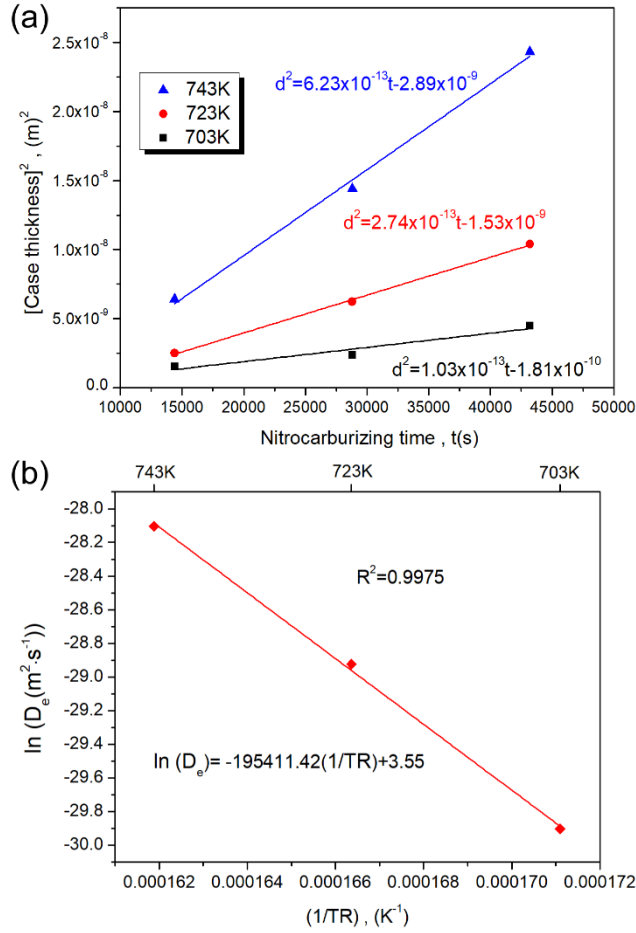 (a)
2.5x10⁻⁸
2.0x10⁻⁸
1.5x10⁻⁸
1.0x10⁻⁸
5.0x10⁻⁹
0.0
[Case thickness]² , (m)²
743K
723K
703K
d²=6.23x10⁻¹³t-2.89x10⁻⁹
d²=2.74x10⁻¹³t-1.53x10⁻⁹
d²=1.03x10⁻¹³t-1.81x10⁻¹⁰
10000 15000 20000 25000 30000 35000 40000 45000 50000
Nitrocarburizing time , t(s)
(b)
743K 723K 703K
-28.0
-28.2
-28.4
-28.6
-28.8
-29.0
-29.2
-29.4
-29.6
-29.8
-30.0
ln (Dₑ(m²·s⁻¹))
R²=0.9975
ln (Dₑ)= -195411.42(1/TR)+3.55
0.000162 0.000164 0.000166 0.000168 0.000170 0.000172
(1/TR) , (K⁻¹)